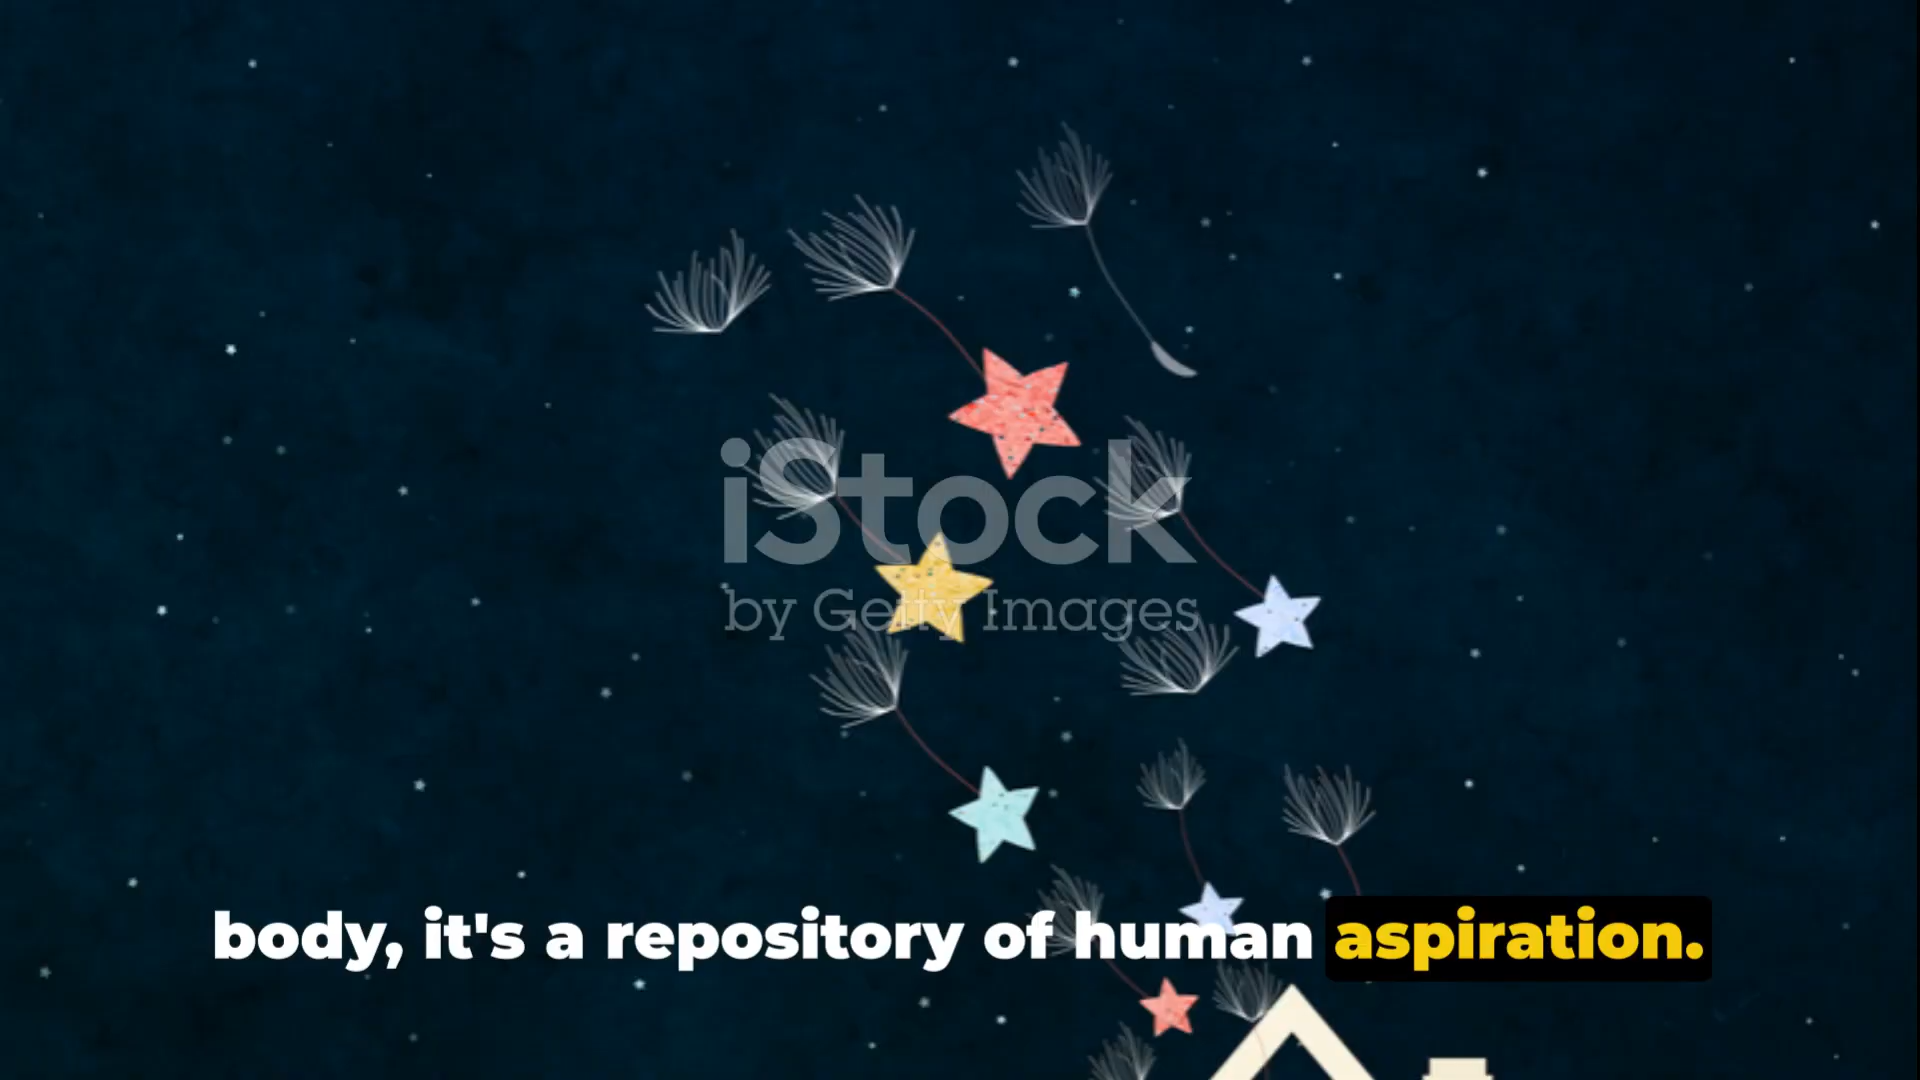 iStock
by Getty Images
body, it's a repository of human aspiration.